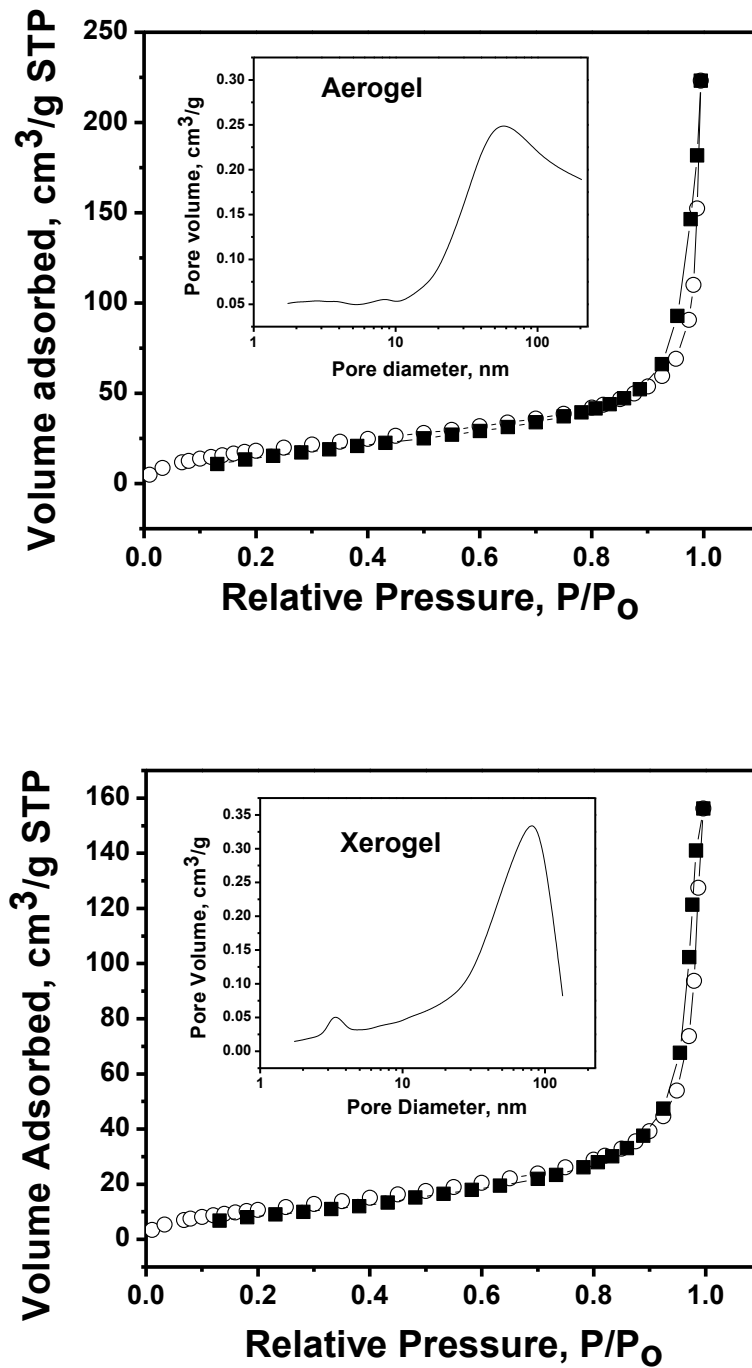 250
200
150
100
50
0
Volume adsorbed, cm3/g STP
0.0 0.2 0.4 0.6 0.8 1.0
Relative Pressure, P/Po
Aerogel
0.30
0.25
0.20
0.15
0.10
0.05
Pore volume, cm3/g
1 10 100
Pore diameter, nm
160
140
120
100
80
60
40
20
0
Volume Adsorbed, cm3/g STP
0.0 0.2 0.4 0.6 0.8 1.0
Relative Pressure, P/Po
Xerogel
0.35
0.30
0.25
0.20
0.15
0.10
0.05
0.00
Pore Volume, cm3/g
1 10 100
Pore Diameter, nm